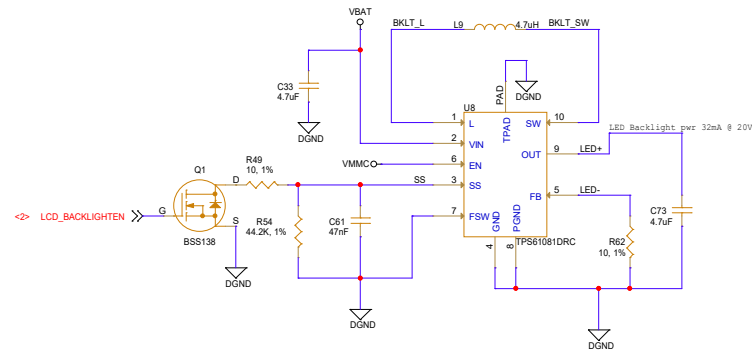 VBAT
BKLT_L
L9
4.7uH
BKLT_SW
C33
4.7uF
DGND
PAD
DGND
U8
TPAD
1
L
SW
10
2
VIN
LED Backlight pwr 32mA @ 20V
OUT
9
LED+
VMMC
6
EN
Q1
R49
10, 1%
D
SS
3
SS
FB
5
LED-
<2>
LCD_BACKLIGHTEN
G
S
BSS138
R54
44.2K, 1%
C61
47nF
7
FSW
GND
PGND
4
8
TPS61081DRC
R62
10, 1%
C73
4.7uF
DGND
DGND
DGND